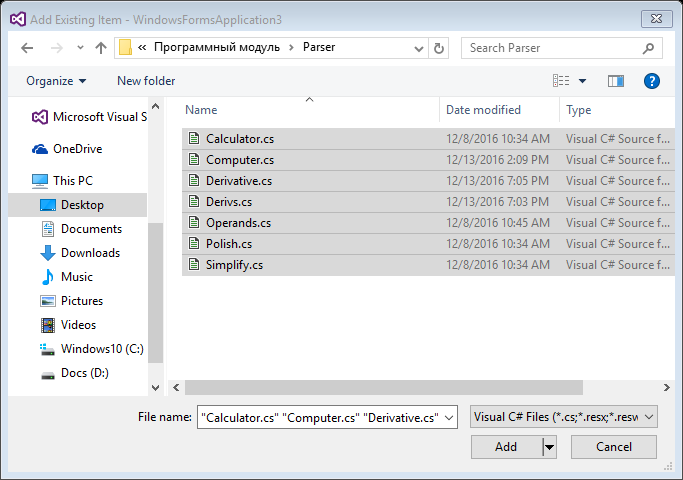 Add Existing Item - WindowsFormsApplication3
« Программный модуль Parser Search Parser
Organize New folder
Name Date modified Type
Microsoft Visual S
OneDrive
This PC
Desktop
Documents
Downloads
Music
Pictures
Videos
Windows10 (C:)
Docs (D:)
Calculator.cs 12/8/2016 10:34 AM Visual C# Source f...
Computer.cs 12/13/2016 2:09 PM Visual C# Source f...
Derivative.cs 12/13/2016 7:05 PM Visual C# Source f...
Derivs.cs 12/13/2016 7:03 PM Visual C# Source f...
Operands.cs 12/8/2016 10:45 AM Visual C# Source f...
Polish.cs 12/8/2016 10:34 AM Visual C# Source f...
Simplify.cs 12/8/2016 10:34 AM Visual C# Source f...
File name: "Calculator.cs" "Computer.cs" "Derivative.cs" Visual C# Files (*.cs;*.resx;*.resw
Add Cancel